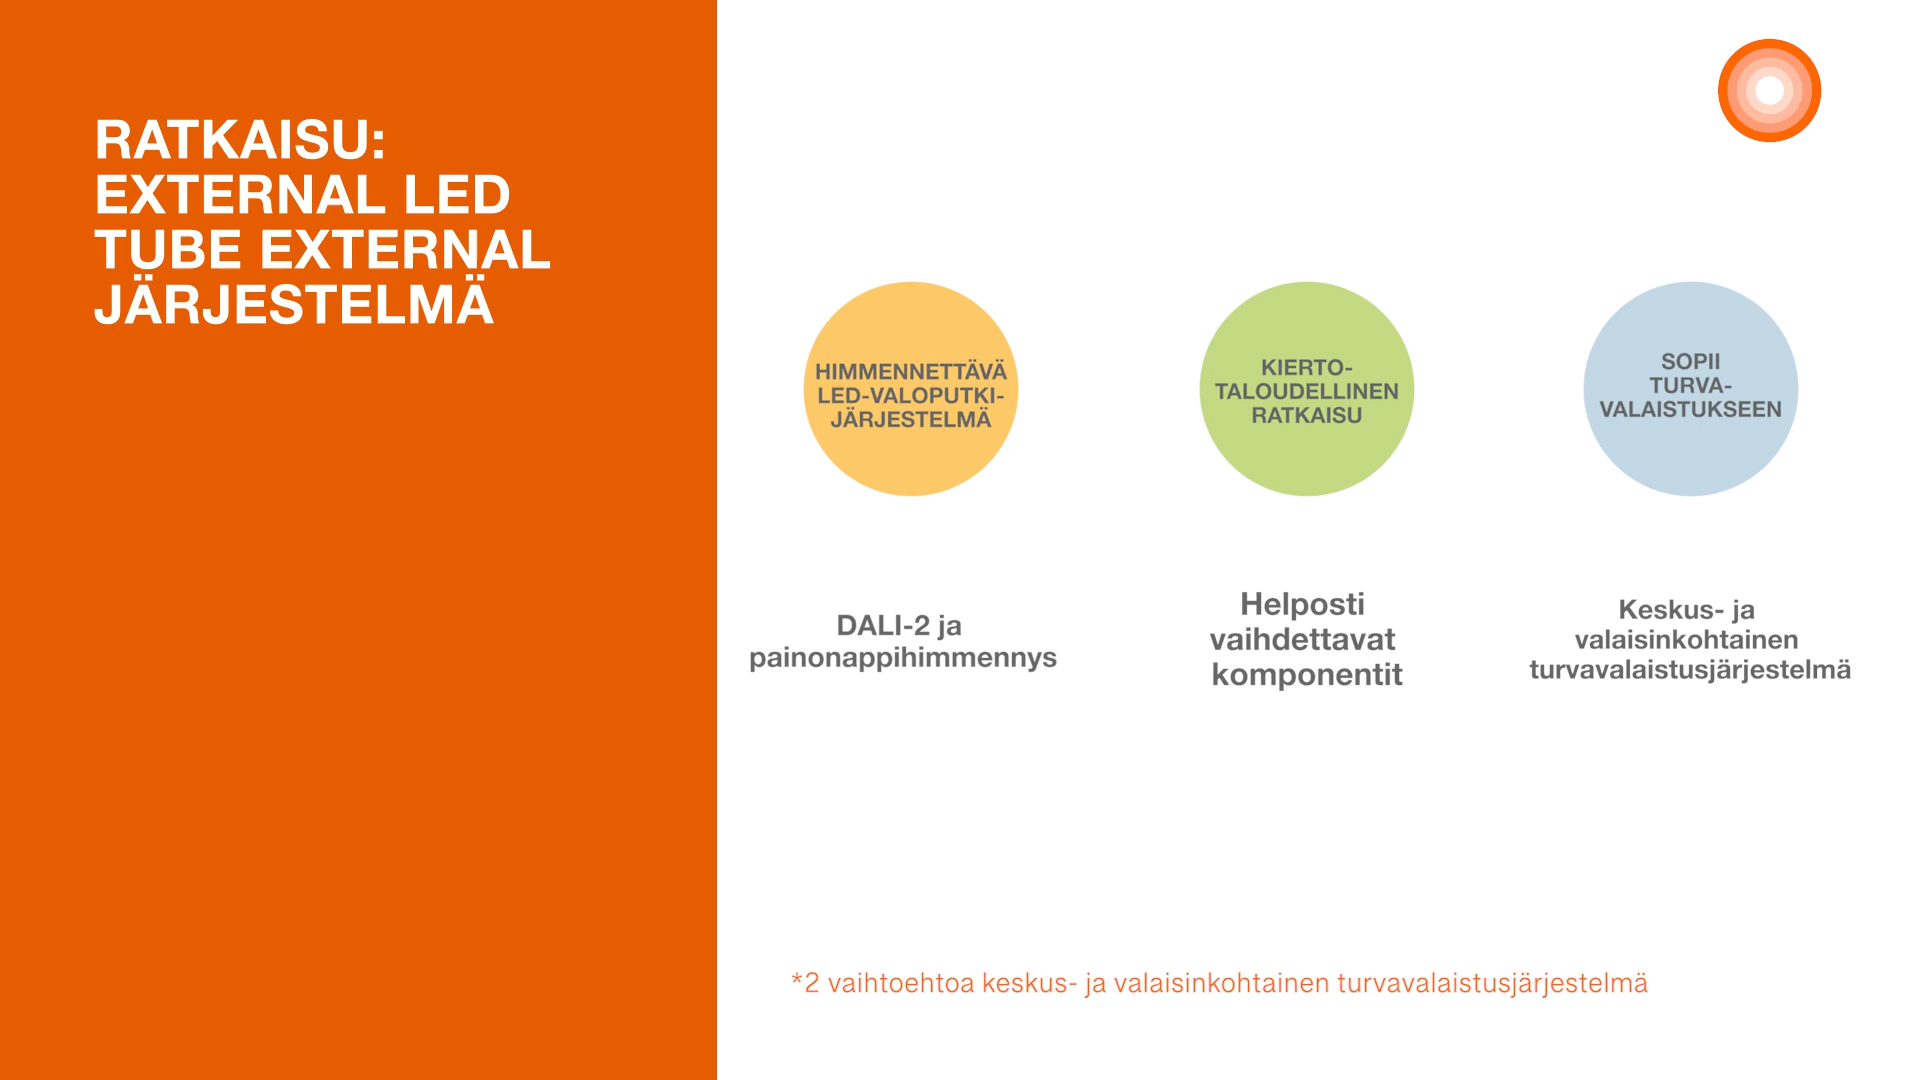 RATKAISU:
EXTERNAL LED
TUBE EXTERNAL
JÄRJESTELMÄ
HIMMENNETTÄVÄ
LED-VALOPUTKI-
JÄRJESTELMÄ
DALI-2 ja
painonappihimmennys
KIERTO-
TALOUDELLINEN
RATKAISU
Helposti
vaihdettavat
komponentit
SOPII
TURVA-
VALAISTUKSEEN
Keskus- ja
valaisinkohtainen
turvavalaistusjärjestelmä
*2 vaihtoehtoa keskus- ja valaisinkohtainen turvavalaistusjärjestelmä